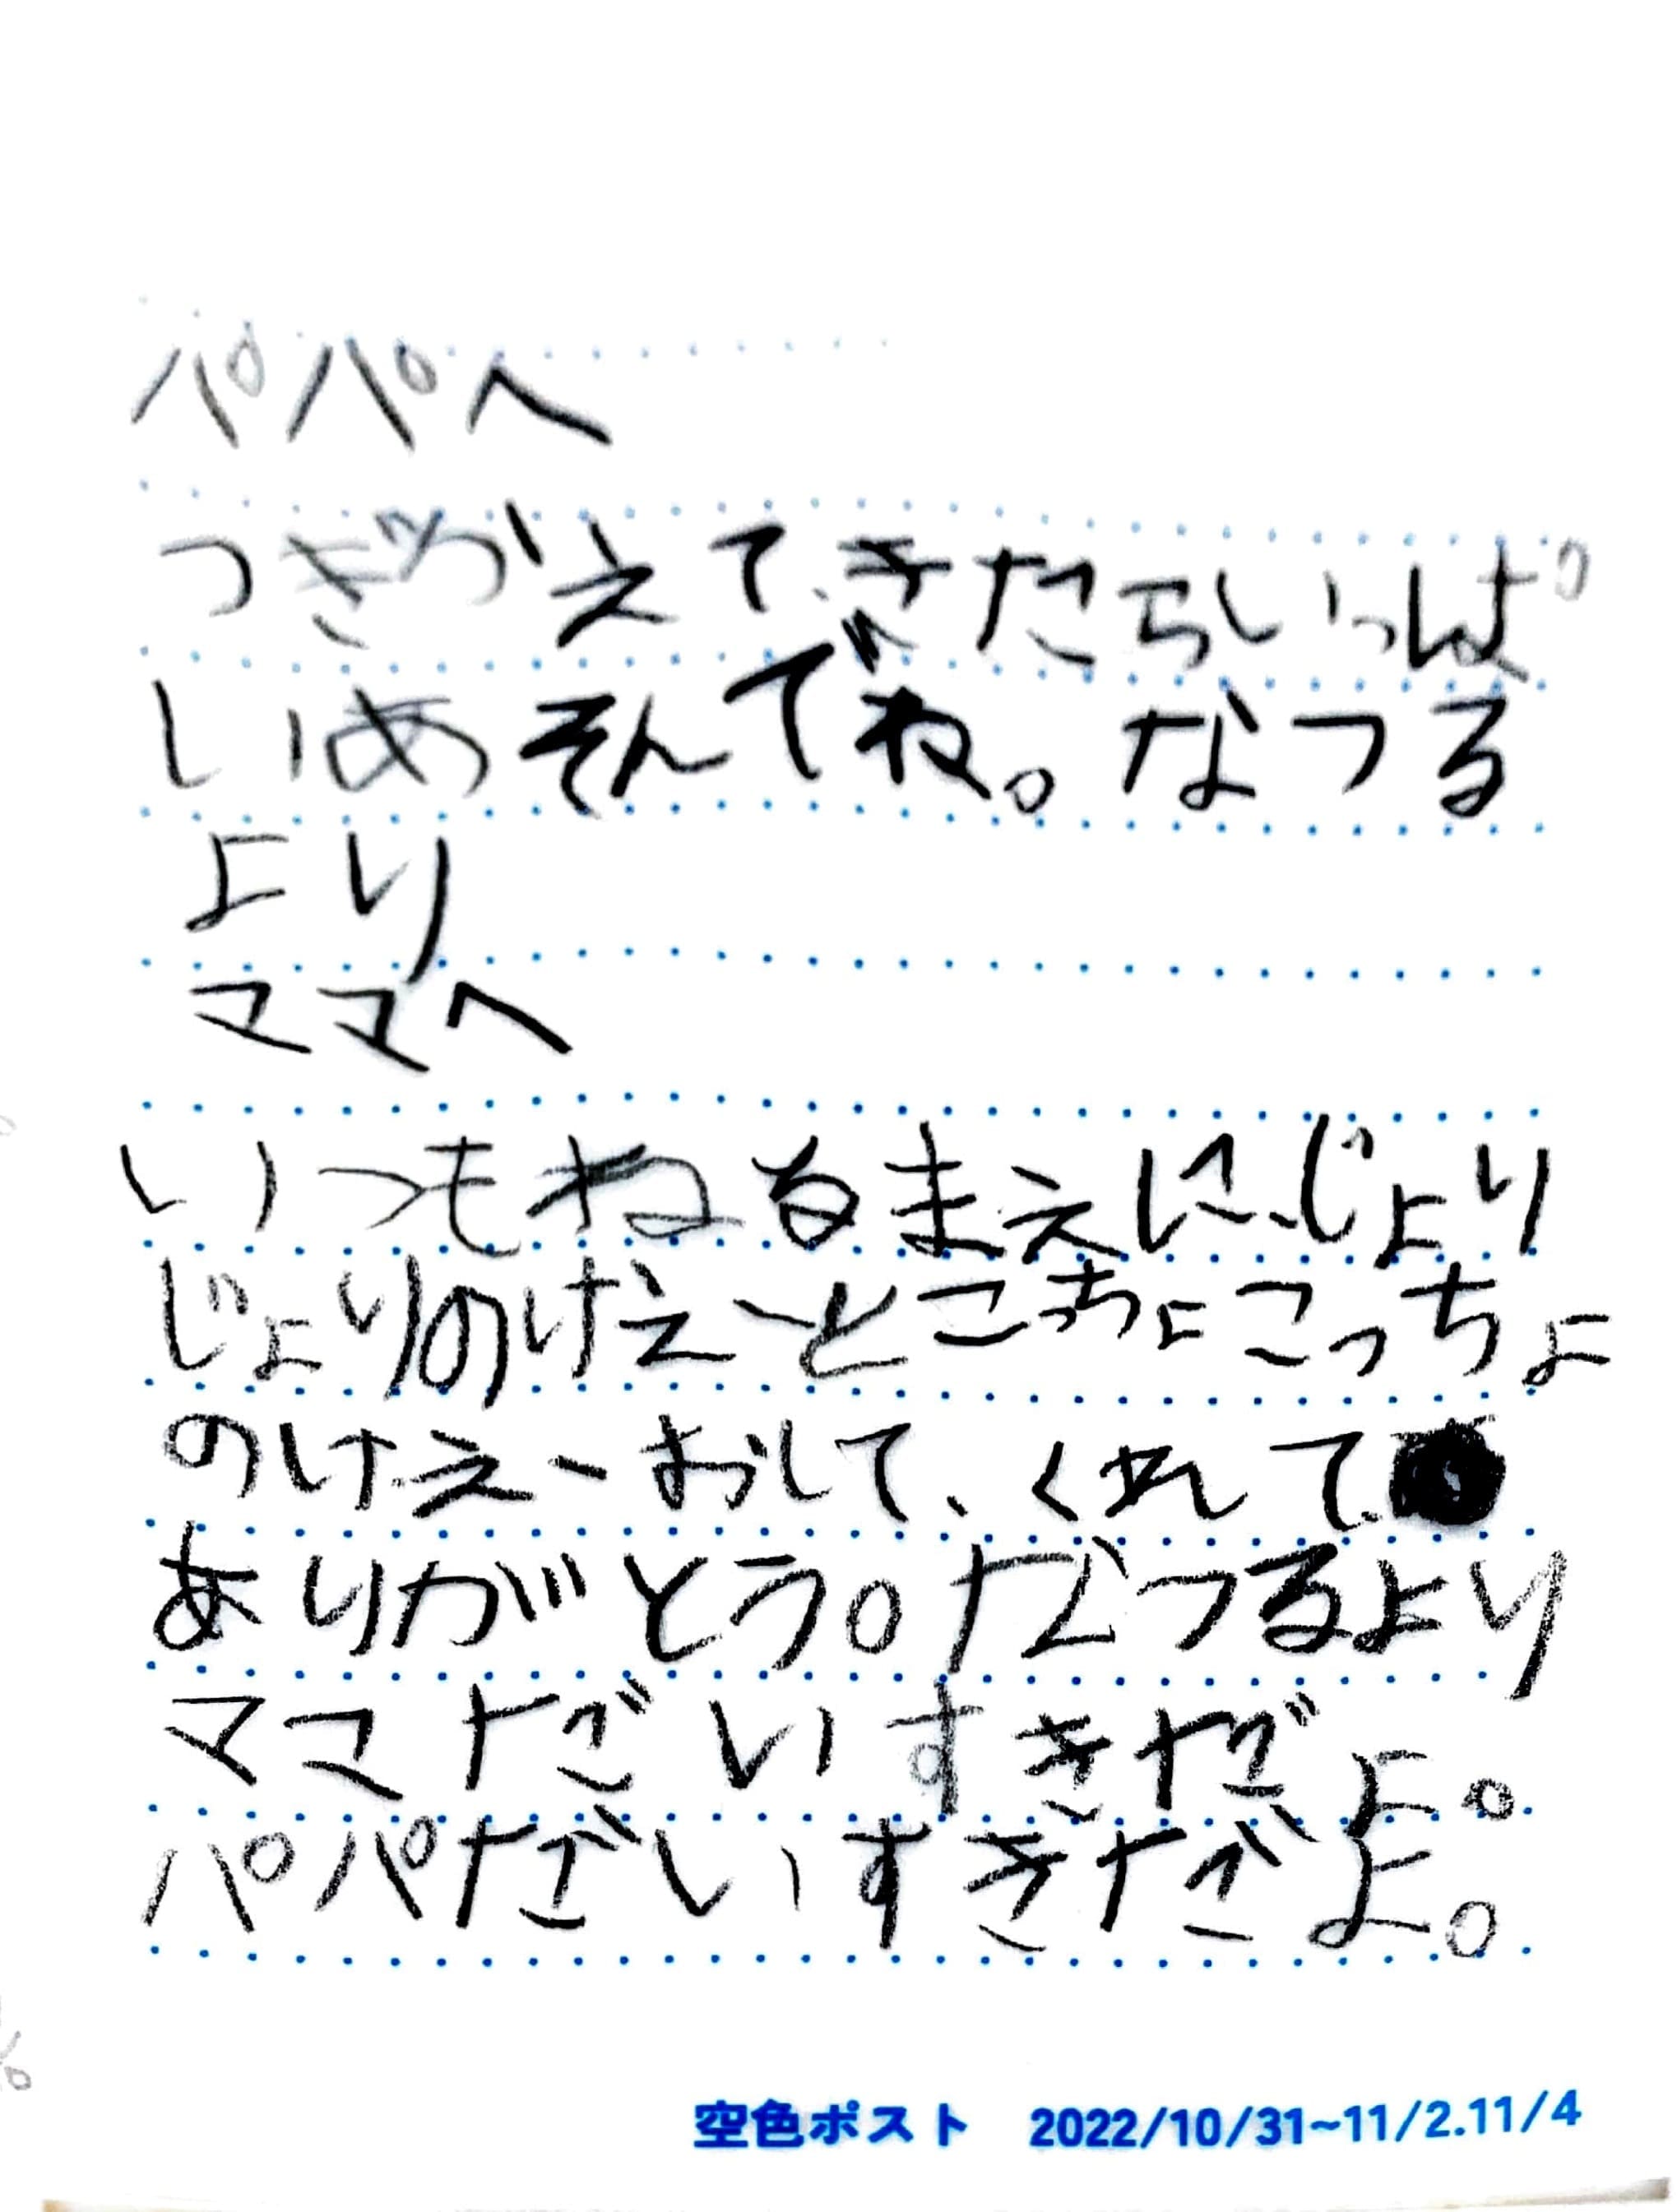 パパへ
つぎがえてきたらいっぱ
いあそんでね。なつる
より
ママへ
いつもねるまえに、じょり
じょりのけえーとこっちょこっちょ
のけえーおして、くれて
ありがとう。なつるより
ママだいすきだよ。
パパだいすきだよ。
空色ポスト 2022/10/31~11/2.11/4